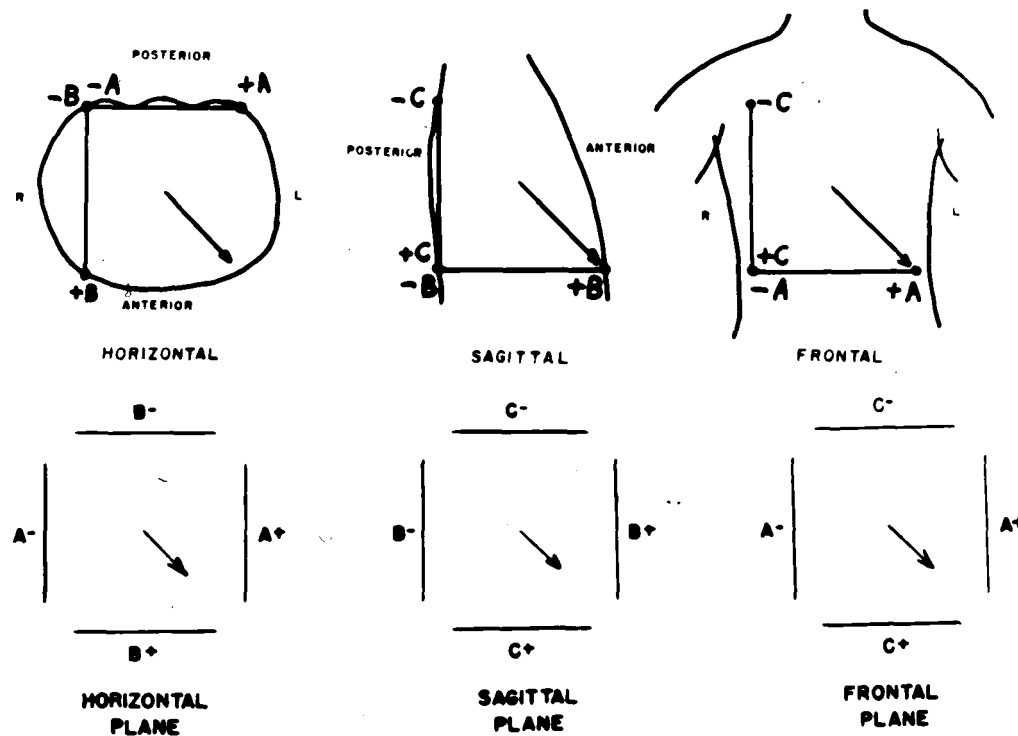 POSTERIOR
-B -A +A
R L
+B
ANTERIOR
HORIZONTAL
-C
POSTERIOR ANTERIOR
+C
-B +B
SAGITTAL
-C
R L
+C
-A +A
FRONTAL
B-
A- A+
B+
HORIZONTAL
PLANE
C-
B- B+
C+
SAGITTAL
PLANE
C-
A- A+
C+
FRONTAL
PLANE